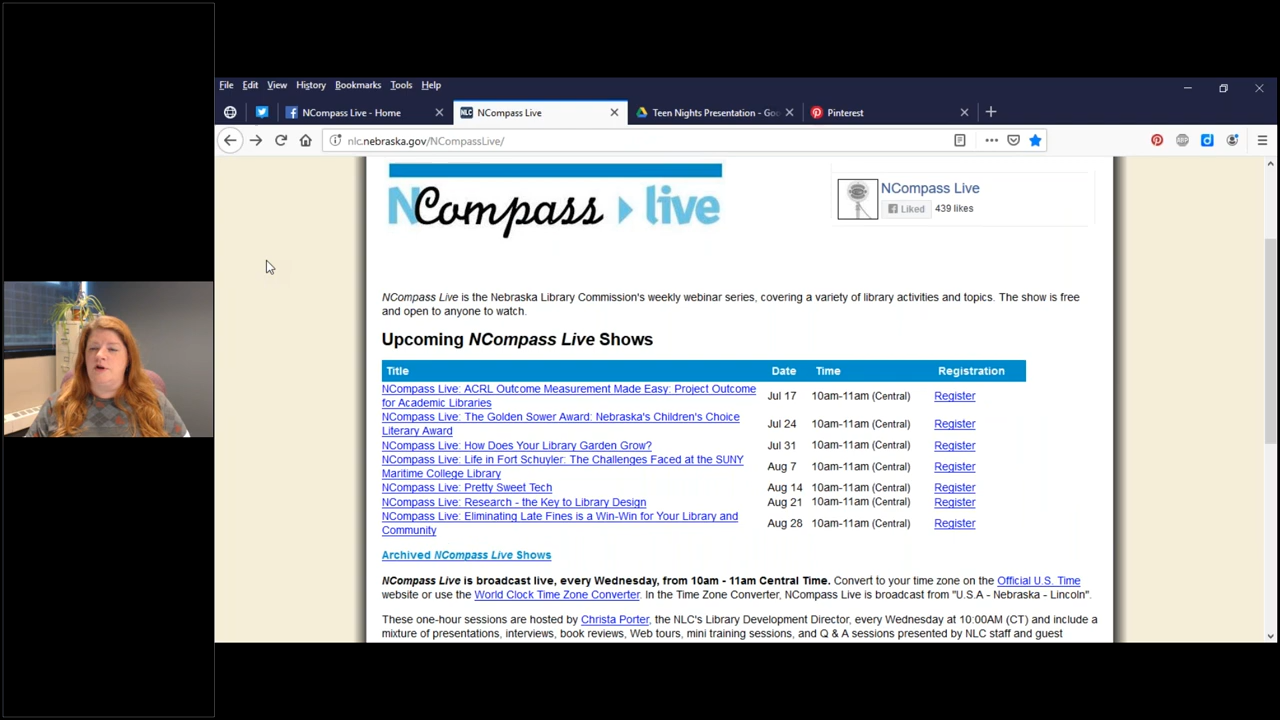 File Edit View History Bookmarks Tools Help
NCompass Live - Home
NLC NCompass Live
Teen Nights Presentation - Goo
Pinterest
nlc.nebraska.gov/NCompassLive/
NCompass live
NCompass Live
Liked 439 likes
NCompass Live is the Nebraska Library Commission's weekly webinar series, covering a variety of library activities and topics. The show is free
and open to anyone to watch.
Upcoming NCompass Live Shows
Title Date Time Registration
NCompass Live: ACRL Outcome Measurement Made Easy: Project Outcome
for Academic Libraries Jul 17 10am-11am (Central) Register
NCompass Live: The Golden Sower Award: Nebraska's Children's Choice
Literary Award Jul 24 10am-11am (Central) Register
NCompass Live: How Does Your Library Garden Grow? Jul 31 10am-11am (Central) Register
NCompass Live: Life in Fort Schuyler: The Challenges Faced at the SUNY
Maritime College Library Aug 7 10am-11am (Central) Register
NCompass Live: Pretty Sweet Tech Aug 14 10am-11am (Central) Register
NCompass Live: Research - the Key to Library Design Aug 21 10am-11am (Central) Register
NCompass Live: Eliminating Late Fines is a Win-Win for Your Library and
Community Aug 28 10am-11am (Central) Register
Archived NCompass Live Shows
NCompass Live is broadcast live, every Wednesday, from 10am - 11am Central Time. Convert to your time zone on the Official U.S. Time
website or use the World Clock Time Zone Converter. In the Time Zone Converter, NCompass Live is broadcast from "U.S.A - Nebraska - Lincoln".
These one-hour sessions are hosted by Christa Porter, the NLC's Library Development Director, every Wednesday at 10:00AM (CT) and include a
mixture of presentations, interviews, book reviews, Web tours, mini training sessions, and Q & A sessions presented by NLC staff and guest